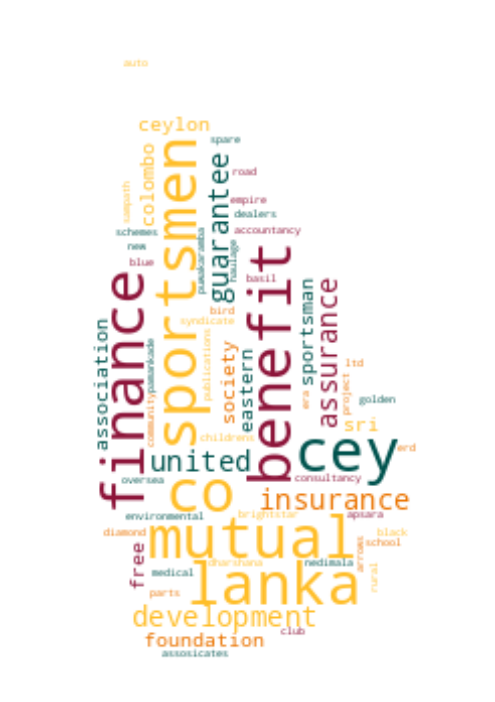 auto
ceylon
spare
colombo
sportsmen
guarantee
road
sampath
empire
dealers
schemes
puwakaramba
accountancy
new
haulage
blue
benefit
basil
finance
sportsman
assurance
bird
syndicate
association
pamankade
community
publications
society
eastern
ltd
project
era
golden
sri
childrens
cey
erd
united
oversea
co
consultancy
insurance
environmental
brightstar
apsara
diamond
mutual
black
school
free
arrows
dharshana
nedimala
medical
lanka
rural
parts
development
club
foundation
assosicates